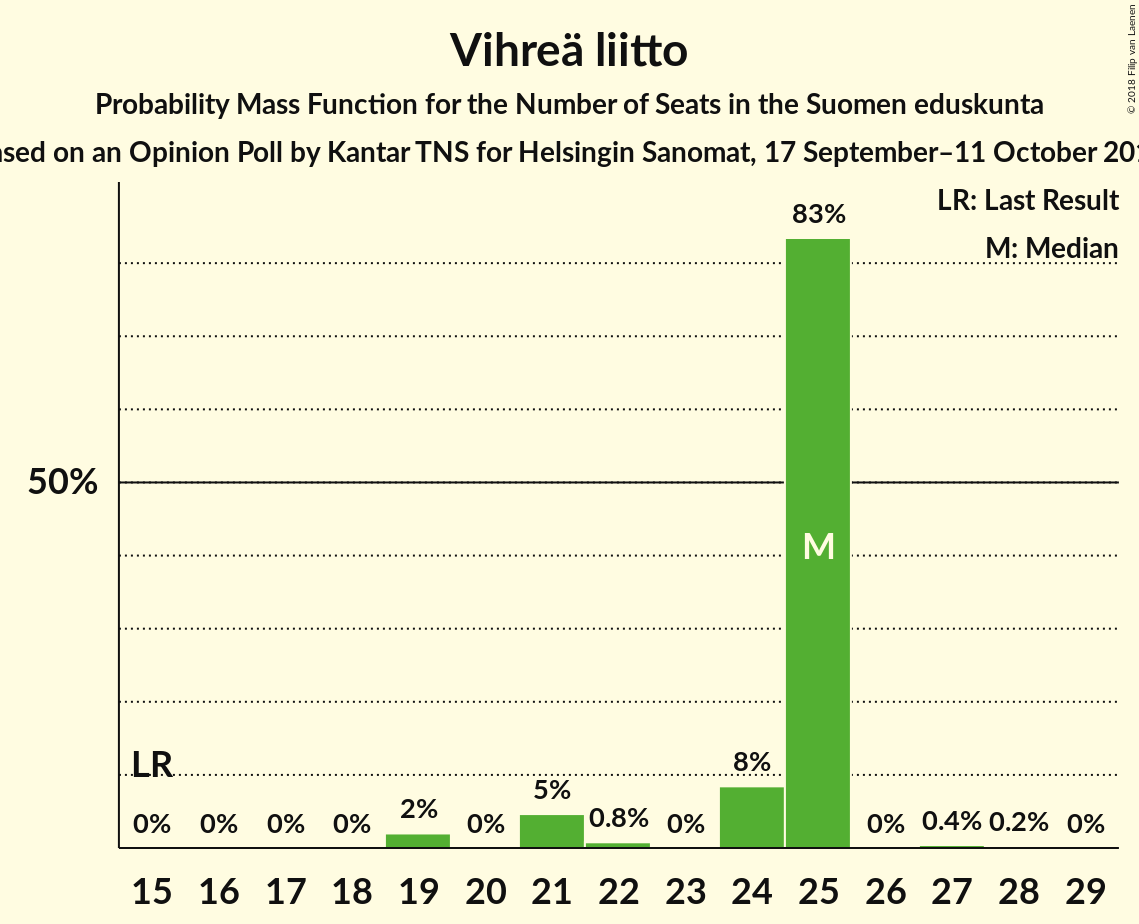 Vihreä liitto
Probability Mass Function for the Number of Seats in the Suomen eduskunta
on an Opinion Poll by Kantar TNS for Helsingin Sanomat, 17 September–11 October
© 2018 Filip van Laenen
LR: Last Result
M: Median
83%
50%
M
LR
8%
5%
2%
0.8%
0.4%
0.2%
0% 0% 0% 0% 0% 0% 0% 0%
15 16 17 18 19 20 21 22 23 24 25 26 27 28 29